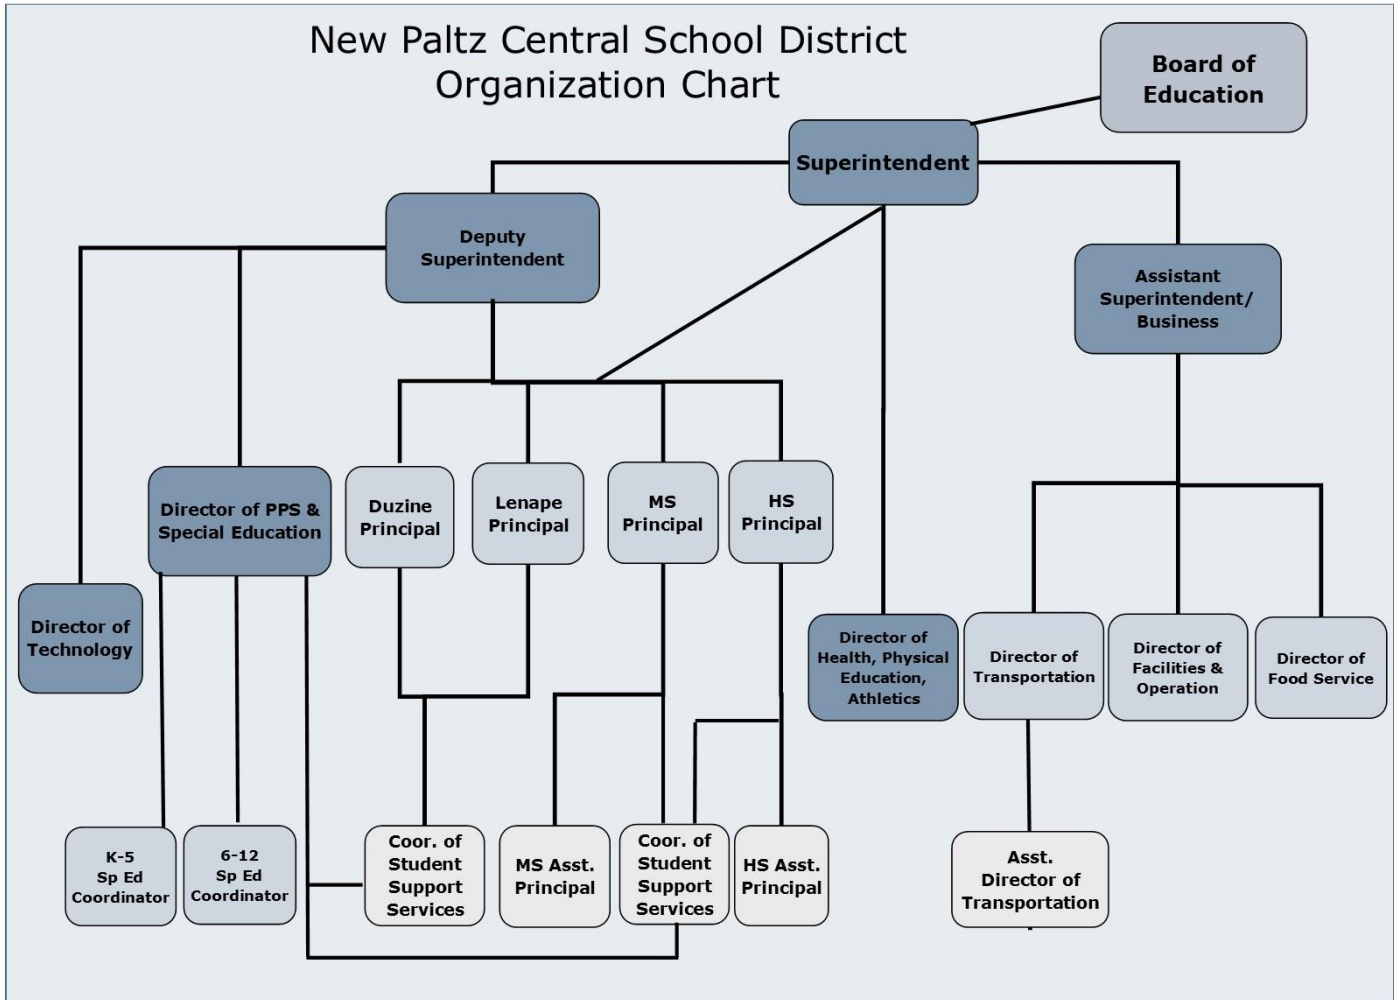 New Paltz Central School District
Organization Chart
Board of
Education
Superintendent
Deputy
Superintendent
Assistant
Superintendent/
Business
Director of PPS &
Special Education
Duzine
Principal
Lenape
Principal
MS
Principal
HS
Principal
Director of
Technology
Director of
Health, Physical
Education,
Athletics
Director of
Transportation
Director of
Facilities &
Operation
Director of
Food Service
K-5
Sp Ed
Coordinator
6-12
Sp Ed
Coordinator
Coor. of
Student
Support
Services
MS Asst.
Principal
Coor. of
Student
Support
Services
HS Asst.
Principal
Asst.
Director of
Transportation